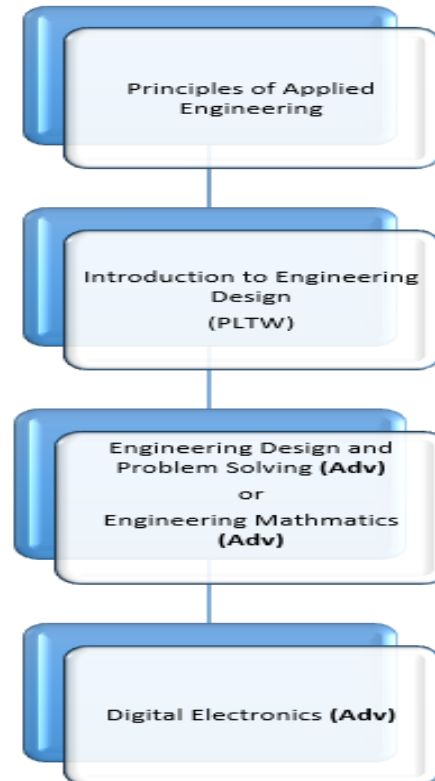 Principles of Applied
Engineering
Introduction to Engineering
Design
(PLTW)
Engineering Design and
Problem Solving (Adv)
or
Engineering Mathmatics
(Adv)
Digital Electronics (Adv)